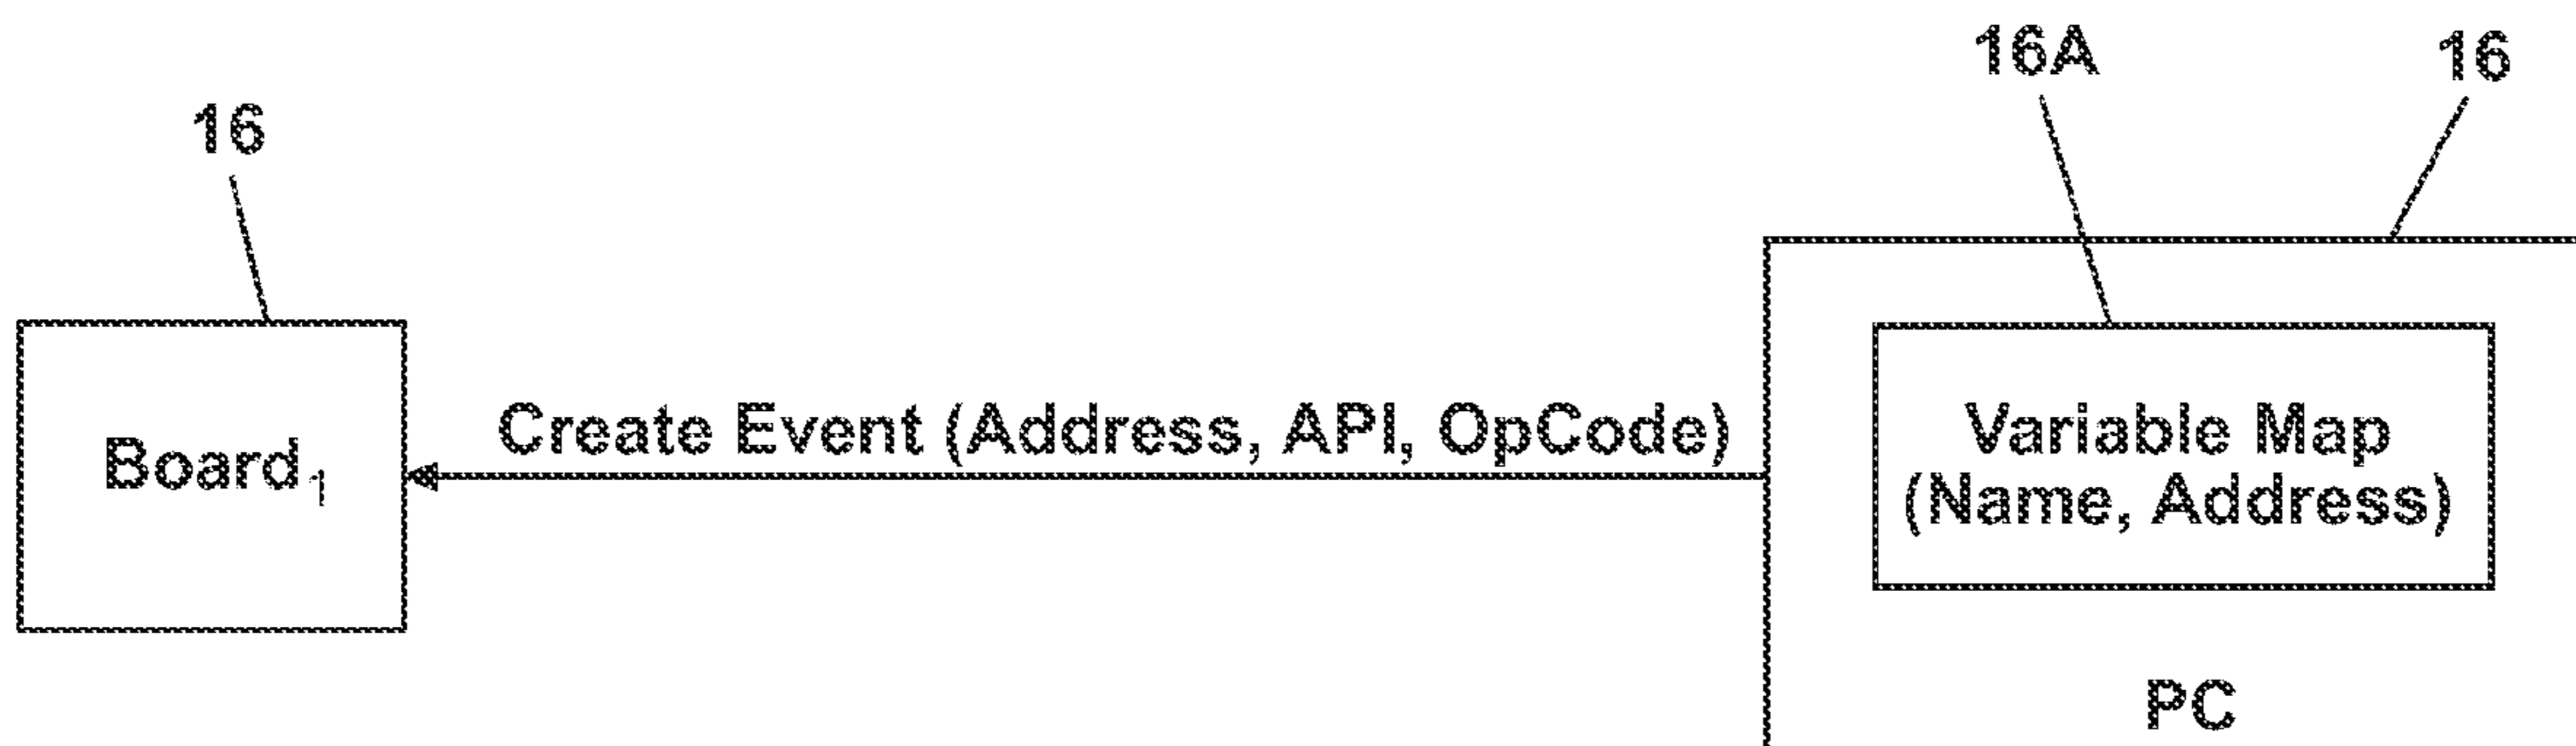 16A
16
16
Board1
Create Event (Address, API, OpCode)
Variable Map
(Name, Address)
PC